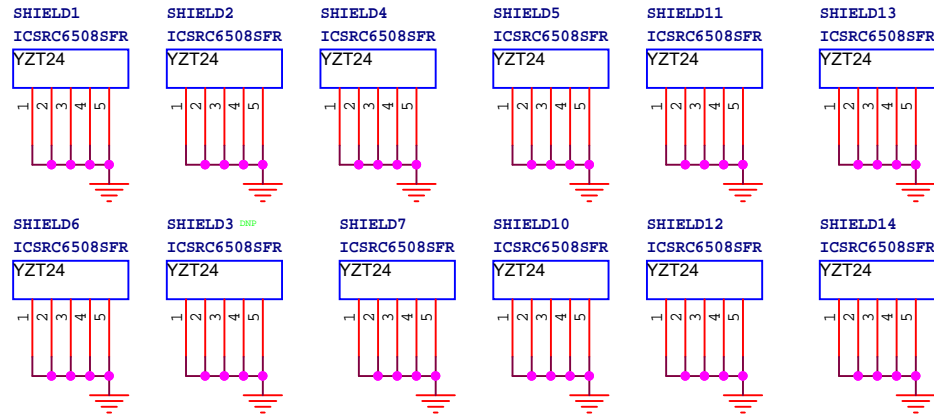 SHIELD1 SHIELD2 SHIELD4 SHIELD5 SHIELD11 SHIELD13
ICSRC6508SFR ICSRC6508SFR ICSRC6508SFR ICSRC6508SFR ICSRC6508SFR ICSRC6508SFR
YZT24 YZT24 YZT24 YZT24 YZT24 YZT24
1 2 3 4 5 1 2 3 4 5 1 2 3 4 5 1 2 3 4 5 1 2 3 4 5 1 2 3 4 5
SHIELD6 SHIELD3 DNP SHIELD7 SHIELD10 SHIELD12 SHIELD14
ICSRC6508SFR ICSRC6508SFR ICSRC6508SFR ICSRC6508SFR ICSRC6508SFR ICSRC6508SFR
YZT24 YZT24 YZT24 YZT24 YZT24 YZT24
1 2 3 4 5 1 2 3 4 5 1 2 3 4 5 1 2 3 4 5 1 2 3 4 5 1 2 3 4 5